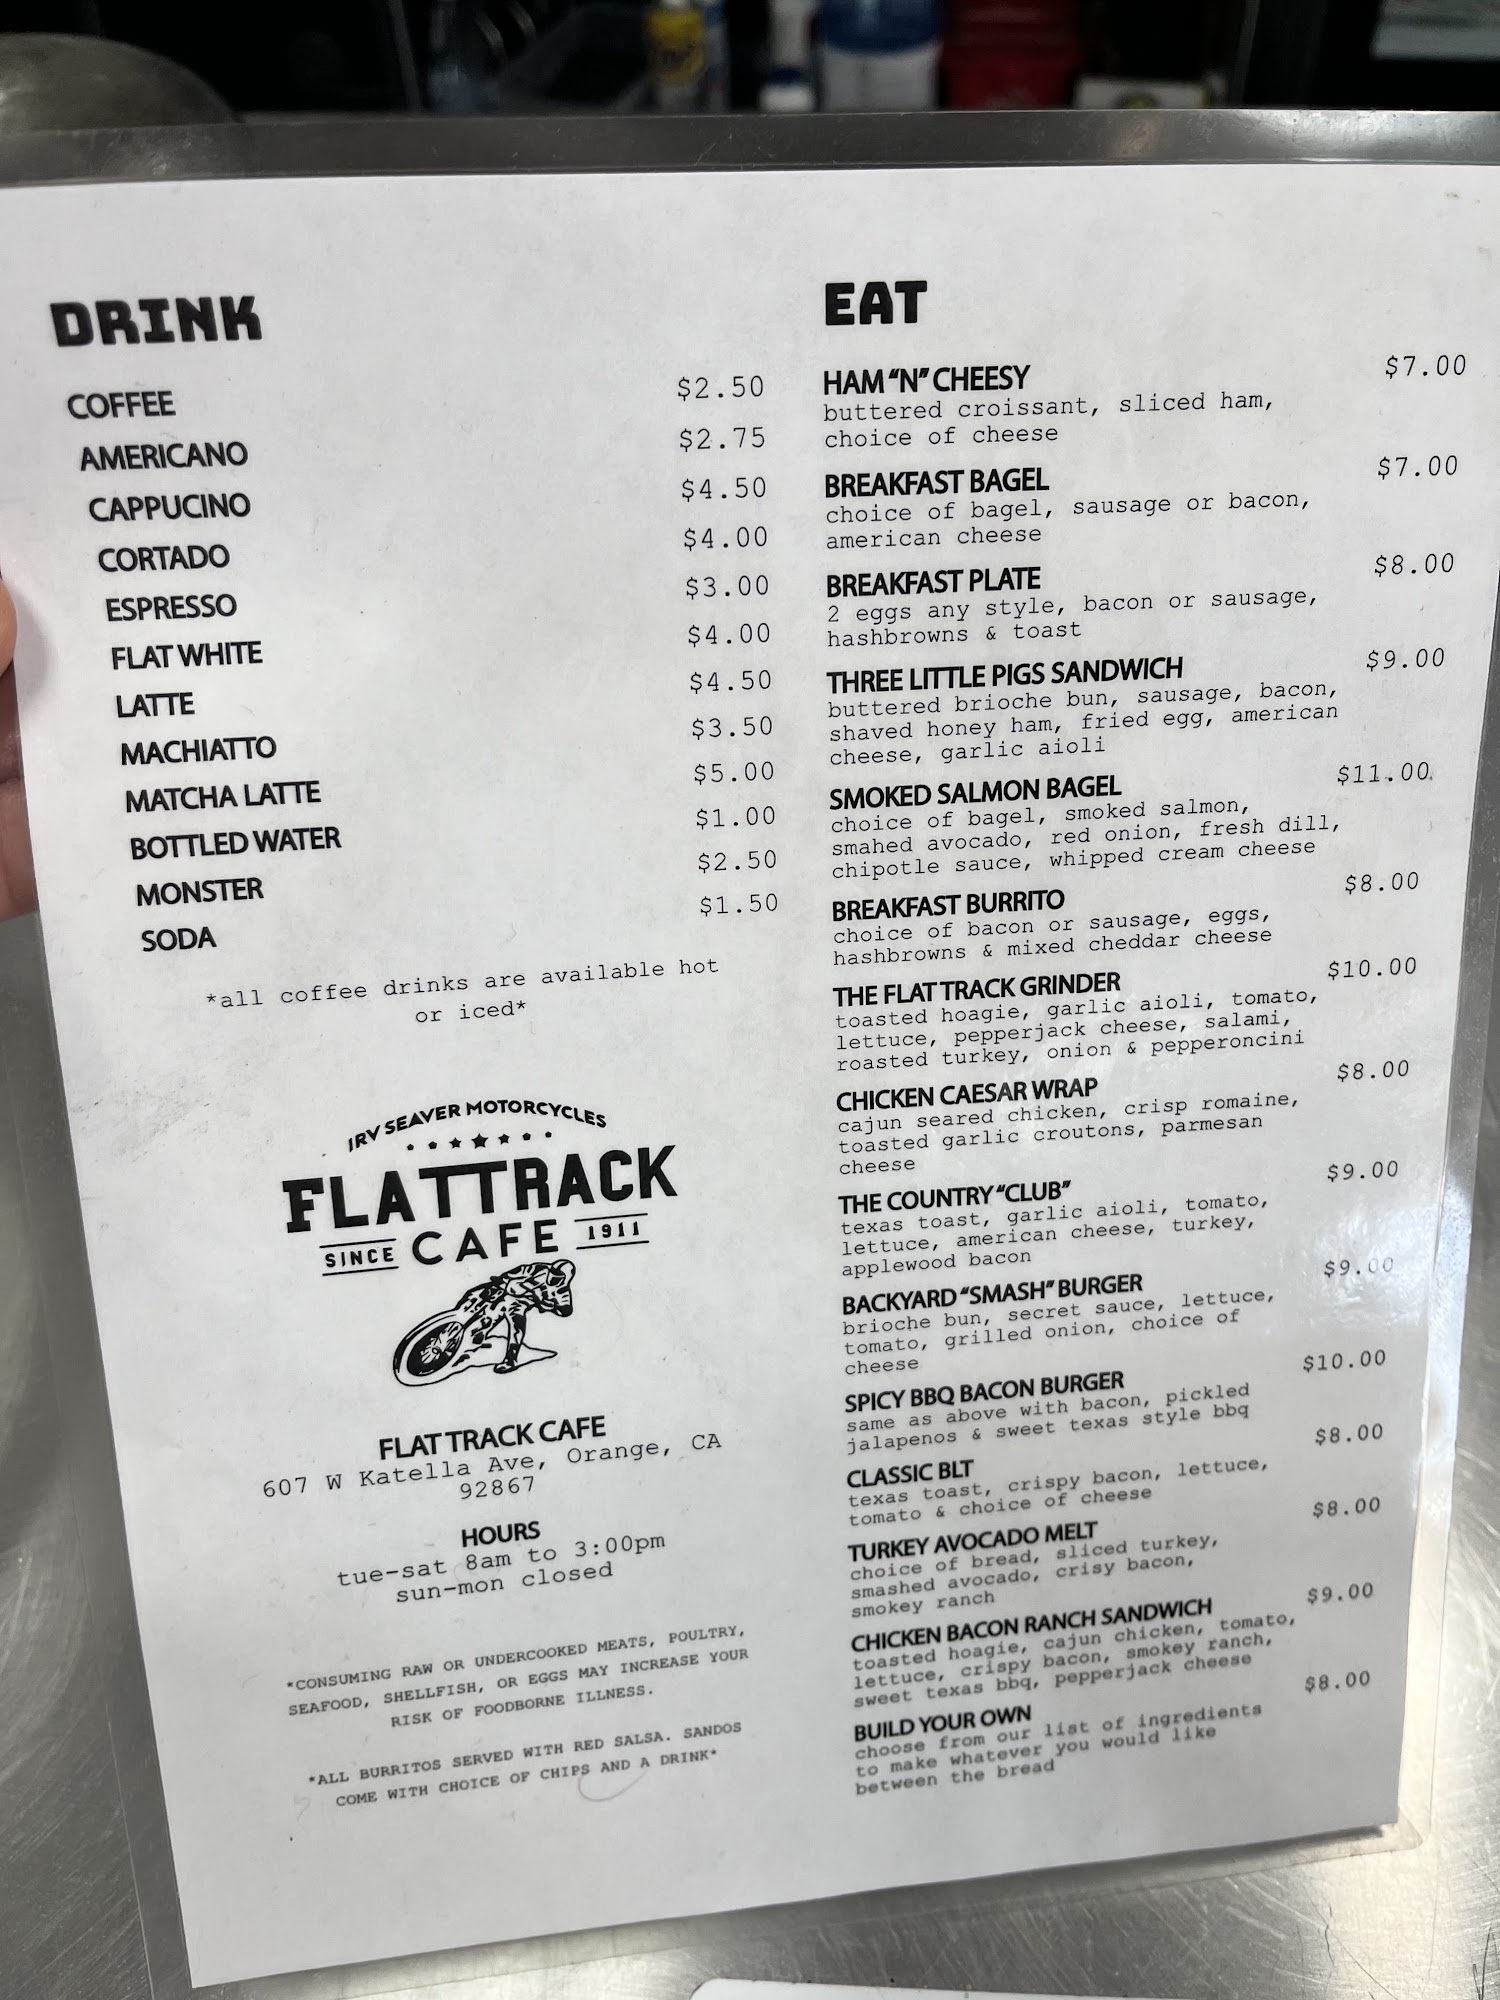 DRINK
COFFEE $2.50
AMERICANO $2.75
CAPPUCINO $4.50
CORTADO $4.00
ESPRESSO $3.00
FLAT WHITE $4.00
LATTE $4.50
MACHIATTO $3.50
MATCHA LATTE $5.00
BOTTLED WATER $1.00
MONSTER $2.50
SODA $1.50
*all coffee drinks are available hot
or iced*
IRV SEAVER MOTORCYCLES
FLATTRACK
SINCE CAFE 1911
FLAT TRACK CAFE
607 W Katella Ave, Orange, CA
92867
HOURS
tue-sat 8am to 3:00pm
sun-mon closed
*CONSUMING RAW OR UNDERCOOKED MEATS, POULTRY,
SEAFOOD, SHELLFISH, OR EGGS MAY INCREASE YOUR
RISK OF FOODBORNE ILLNESS.
*ALL BURRITOS SERVED WITH RED SALSA. SANDOS
COME WITH CHOICE OF CHIPS AND A DRINK*
EAT
HAM "N" CHEESY $7.00
buttered croissant, sliced ham,
choice of cheese
BREAKFAST BAGEL $7.00
choice of bagel, sausage or bacon,
american cheese
BREAKFAST PLATE $8.00
2 eggs any style, bacon or sausage,
hashbrowns & toast
THREE LITTLE PIGS SANDWICH $9.00
buttered brioche bun, sausage, bacon,
shaved honey ham, fried egg, american
cheese, garlic aioli
SMOKED SALMON BAGEL $11.00
choice of bagel, smoked salmon,
smahed avocado, red onion, fresh dill,
chipotle sauce, whipped cream cheese
BREAKFAST BURRITO $8.00
choice of bacon or sausage, eggs,
hashbrowns & mixed cheddar cheese
THE FLAT TRACK GRINDER $10.00
toasted hoagie, garlic aioli, tomato,
lettuce, pepperjack cheese, salami,
roasted turkey, onion & pepperoncini
CHICKEN CAESAR WRAP $8.00
cajun seared chicken, crisp romaine,
toasted garlic croutons, parmesan
cheese
THE COUNTRY "CLUB" $9.00
texas toast, garlic aioli, tomato,
lettuce, american cheese, turkey,
applewood bacon
BACKYARD "SMASH" BURGER $9.00
brioche bun, secret sauce, lettuce,
tomato, grilled onion, choice of
cheese
SPICY BBQ BACON BURGER $10.00
same as above with bacon, pickled
jalapenos & sweet texas style bbq
CLASSIC BLT $8.00
texas toast, crispy bacon, lettuce,
tomato & choice of cheese
TURKEY AVOCADO MELT $8.00
choice of bread, sliced turkey,
smashed avocado, crisy bacon,
smokey ranch
CHICKEN BACON RANCH SANDWICH $9.00
toasted hoagie, cajun chicken, tomato,
lettuce, crispy bacon, smokey ranch,
sweet texas bbq, pepperjack cheese
BUILD YOUR OWN $8.00
choose from our list of ingredients
to make whatever you would like
between the bread